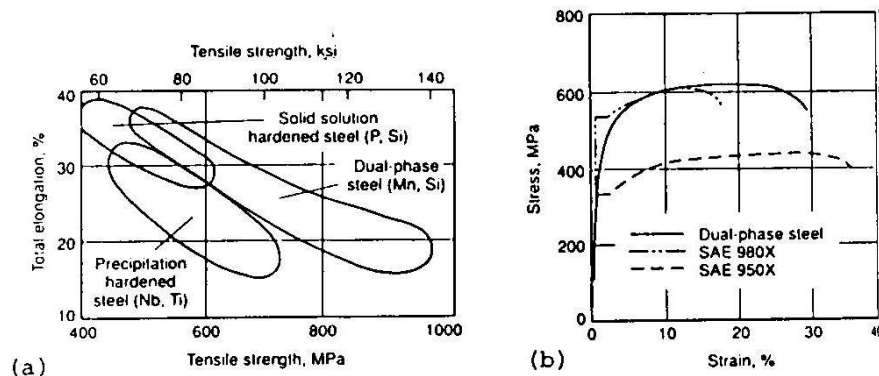 Tensile strength, ksi
60 80 100 120 140
40
30
20
10
Total elongation, %
Solid solution
hardened steel (P, Si)
Dual-phase
steel (Mn, Si)
Precipitation
hardened
steel (Nb, Ti)
400 600 800 1000
Tensile strength, MPa
(a)
800
600
400
200
0
Stress, MPa
Dual-phase steel
SAE 980X
SAE 950X
0 10 20 30 40
Strain, %
(b)